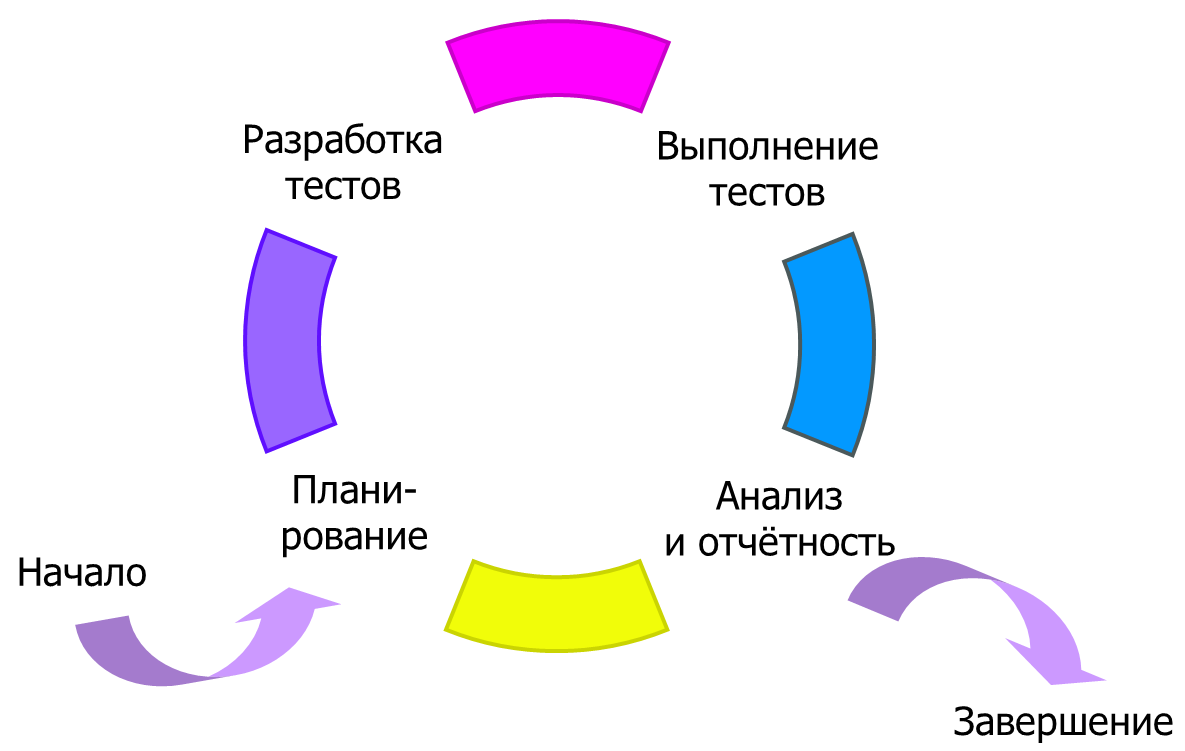 Разработка
тестов
Выполнение
тестов
Плани-
рование
Анализ
и отчётность
Начало
Завершение